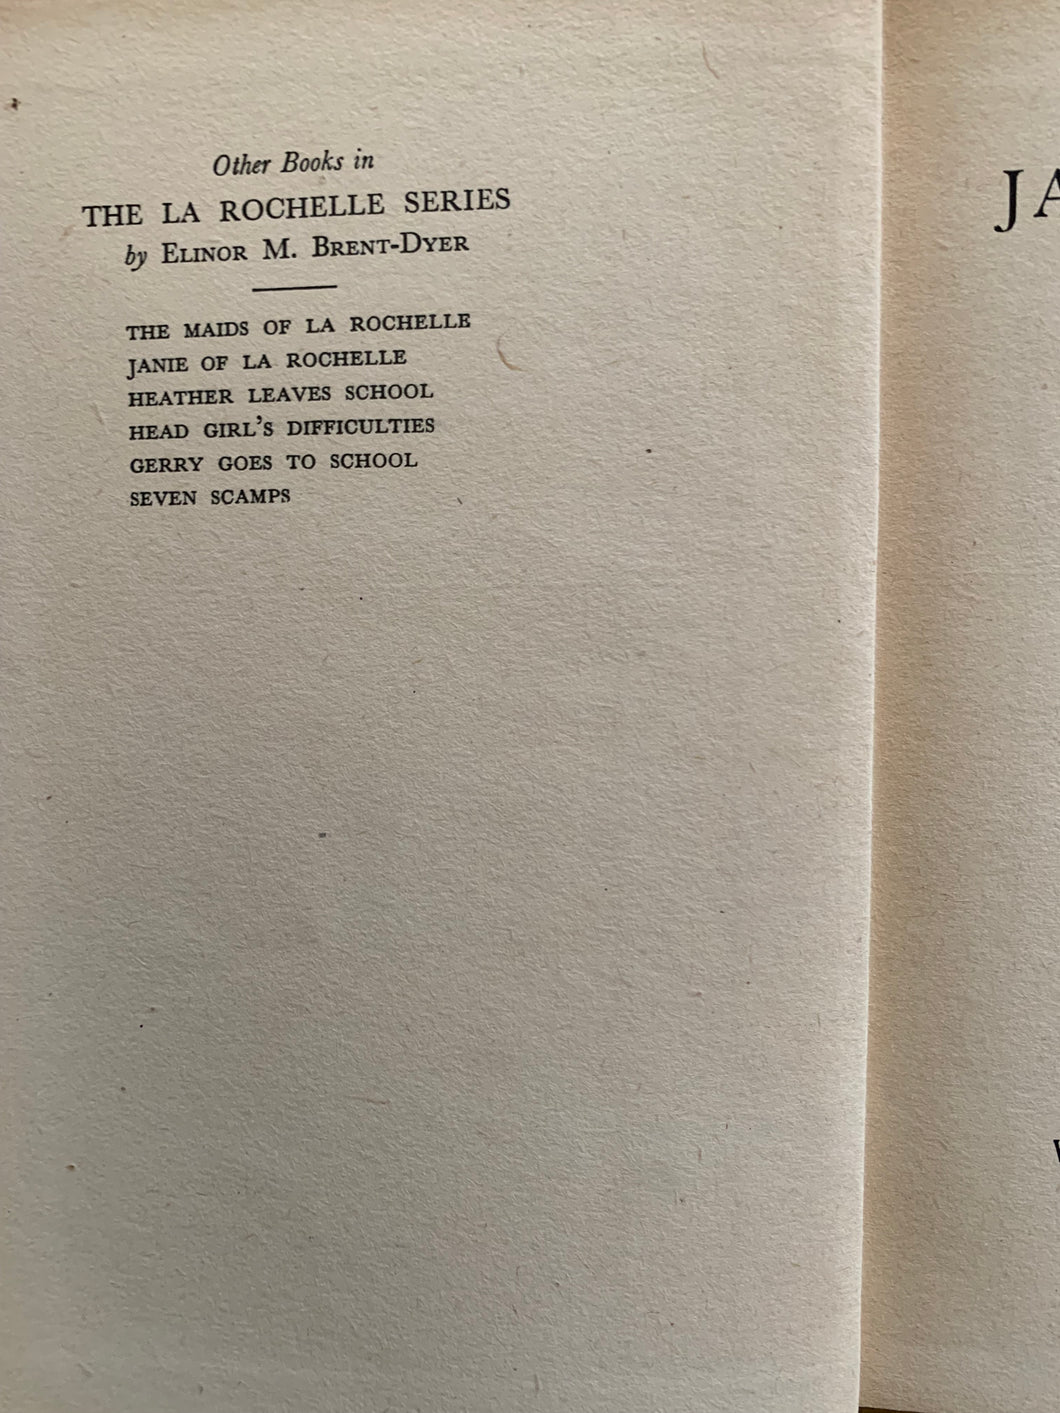 Other Books in
THE LA ROCHELLE SERIES
by ELINOR M. BRENT-DYER
THE MAIDS OF LA ROCHELLE
JANIE OF LA ROCHELLE
HEATHER LEAVES SCHOOL
HEAD GIRL'S DIFFICULTIES
GERRY GOES TO SCHOOL
SEVEN SCAMPS
JA